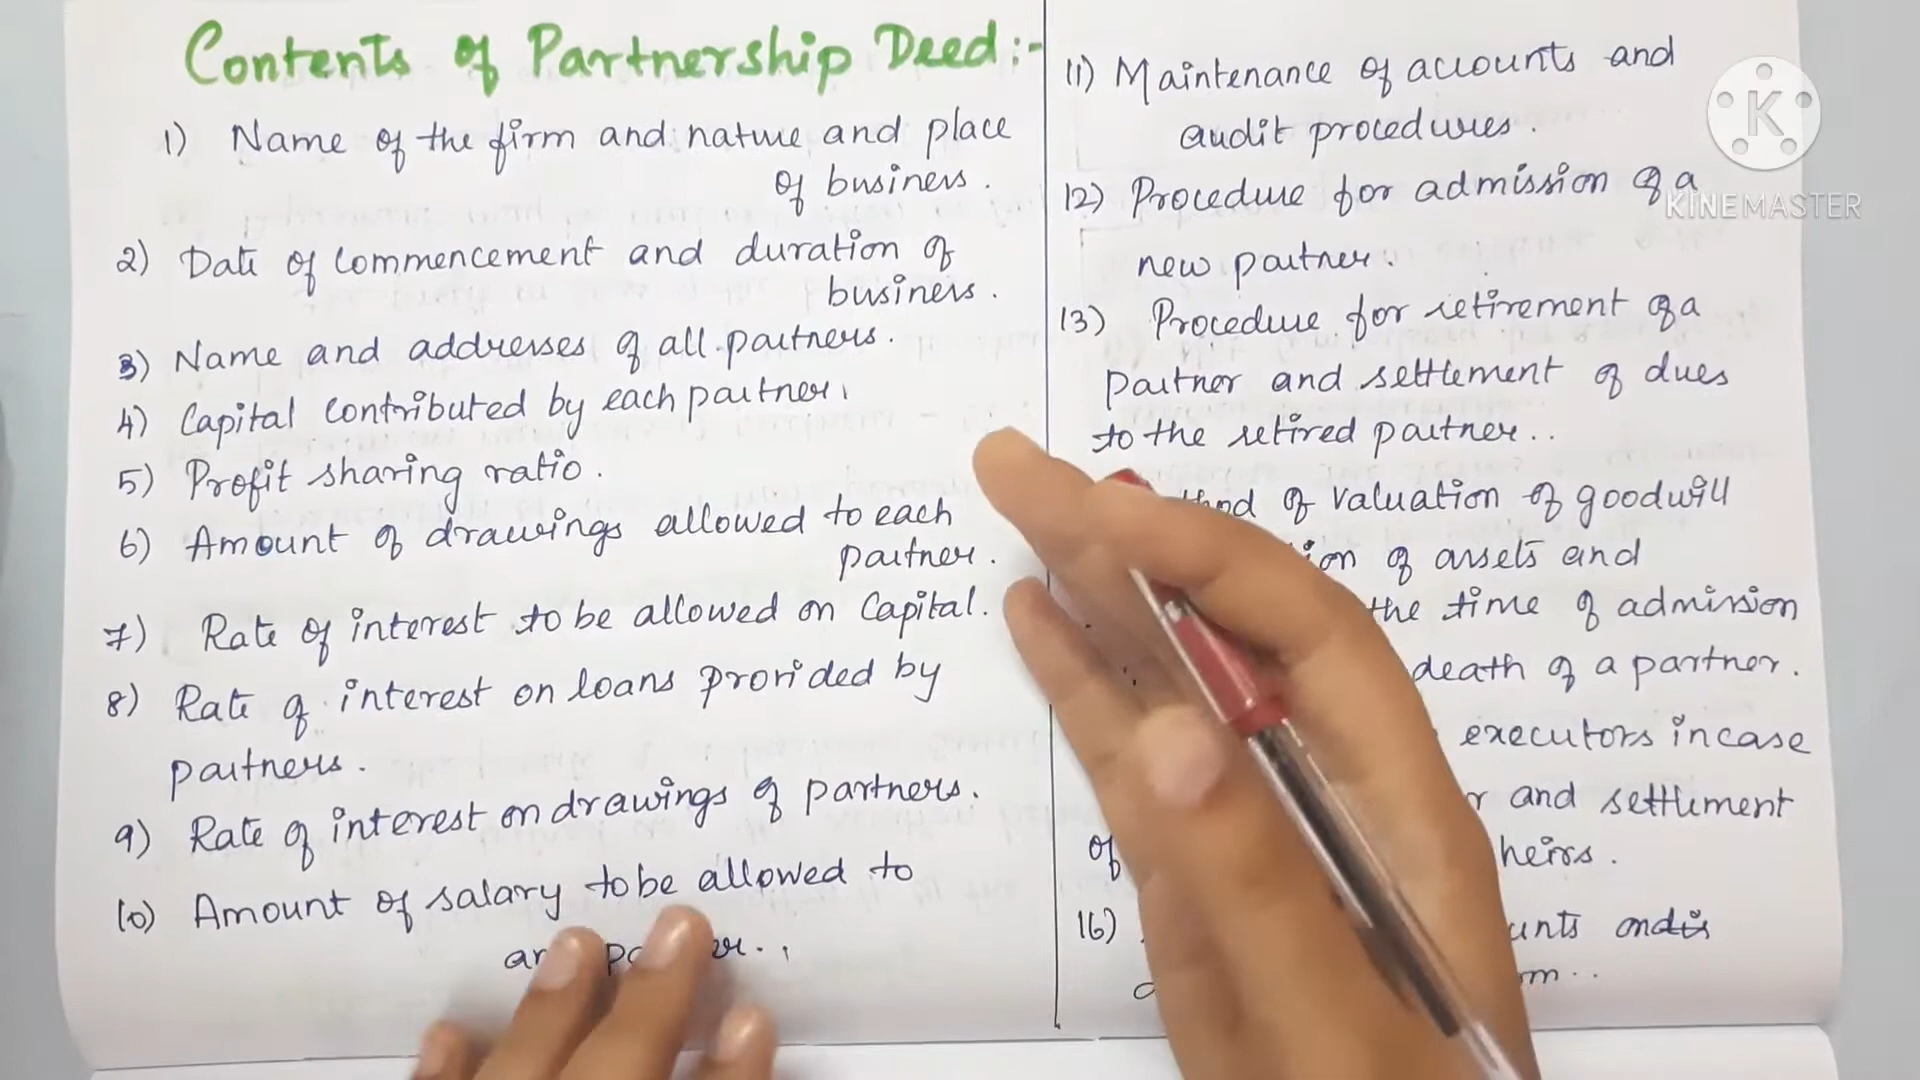 Contents of Partnership Deed:-
1) Name of the firm and nature and place
of business.
2) Date of commencement and duration of
business.
3) Name and addresses of all partners.
4) Capital contributed by each partner.
5) Profit sharing ratio.
6) Amount of drawings allowed to each
partner.
7) Rate of interest to be allowed on Capital.
8) Rate of interest on loans provided by
partners.
9) Rate of interest on drawings of partners.
10) Amount of salary to be allowed to
11) Maintenance of accounts and
audit procedures.
12) Procedure for admission of a
new partner.
13) Procedure for retirement of a
partner and settlement of dues
to the retired partner..
of valuation of goodwill
of assets and
the time of admission
death of a partner.
executors in case
and settlement
of heirs.
16)
K
KINEMASTER